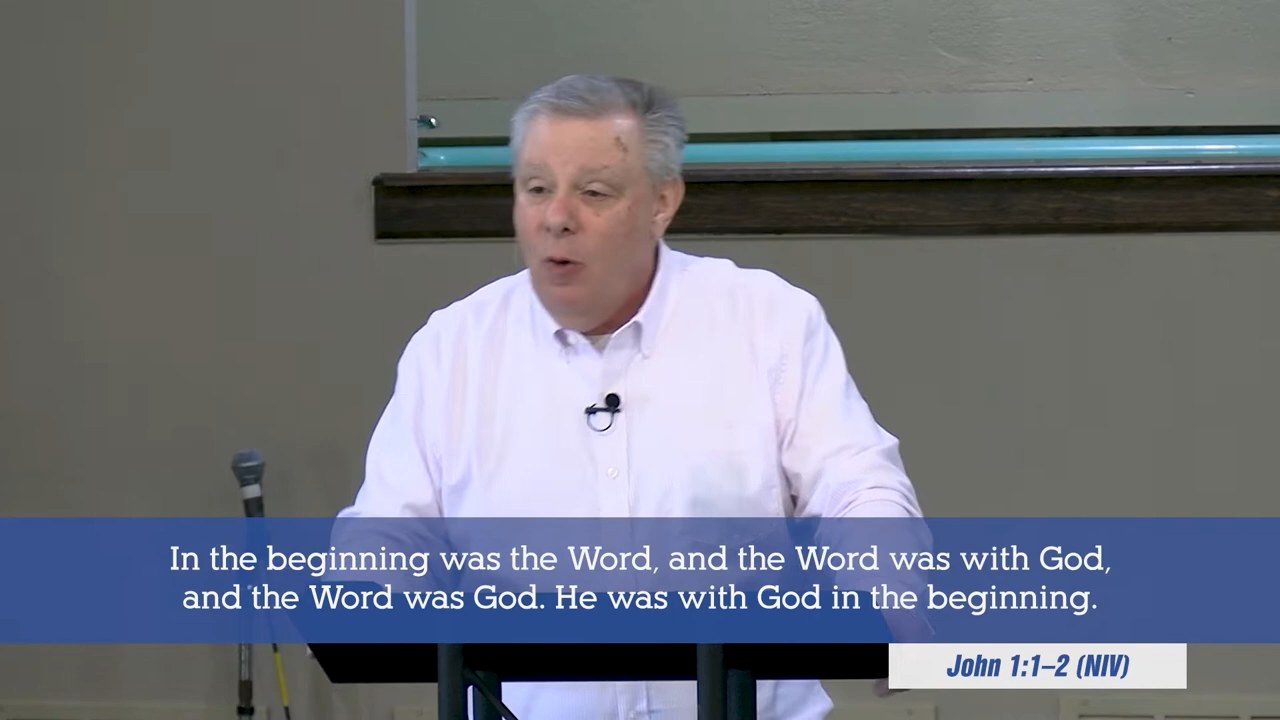 In the beginning was the Word, and the Word was with God,
and the Word was God. He was with God in the beginning.
John 1:1–2 (NIV)